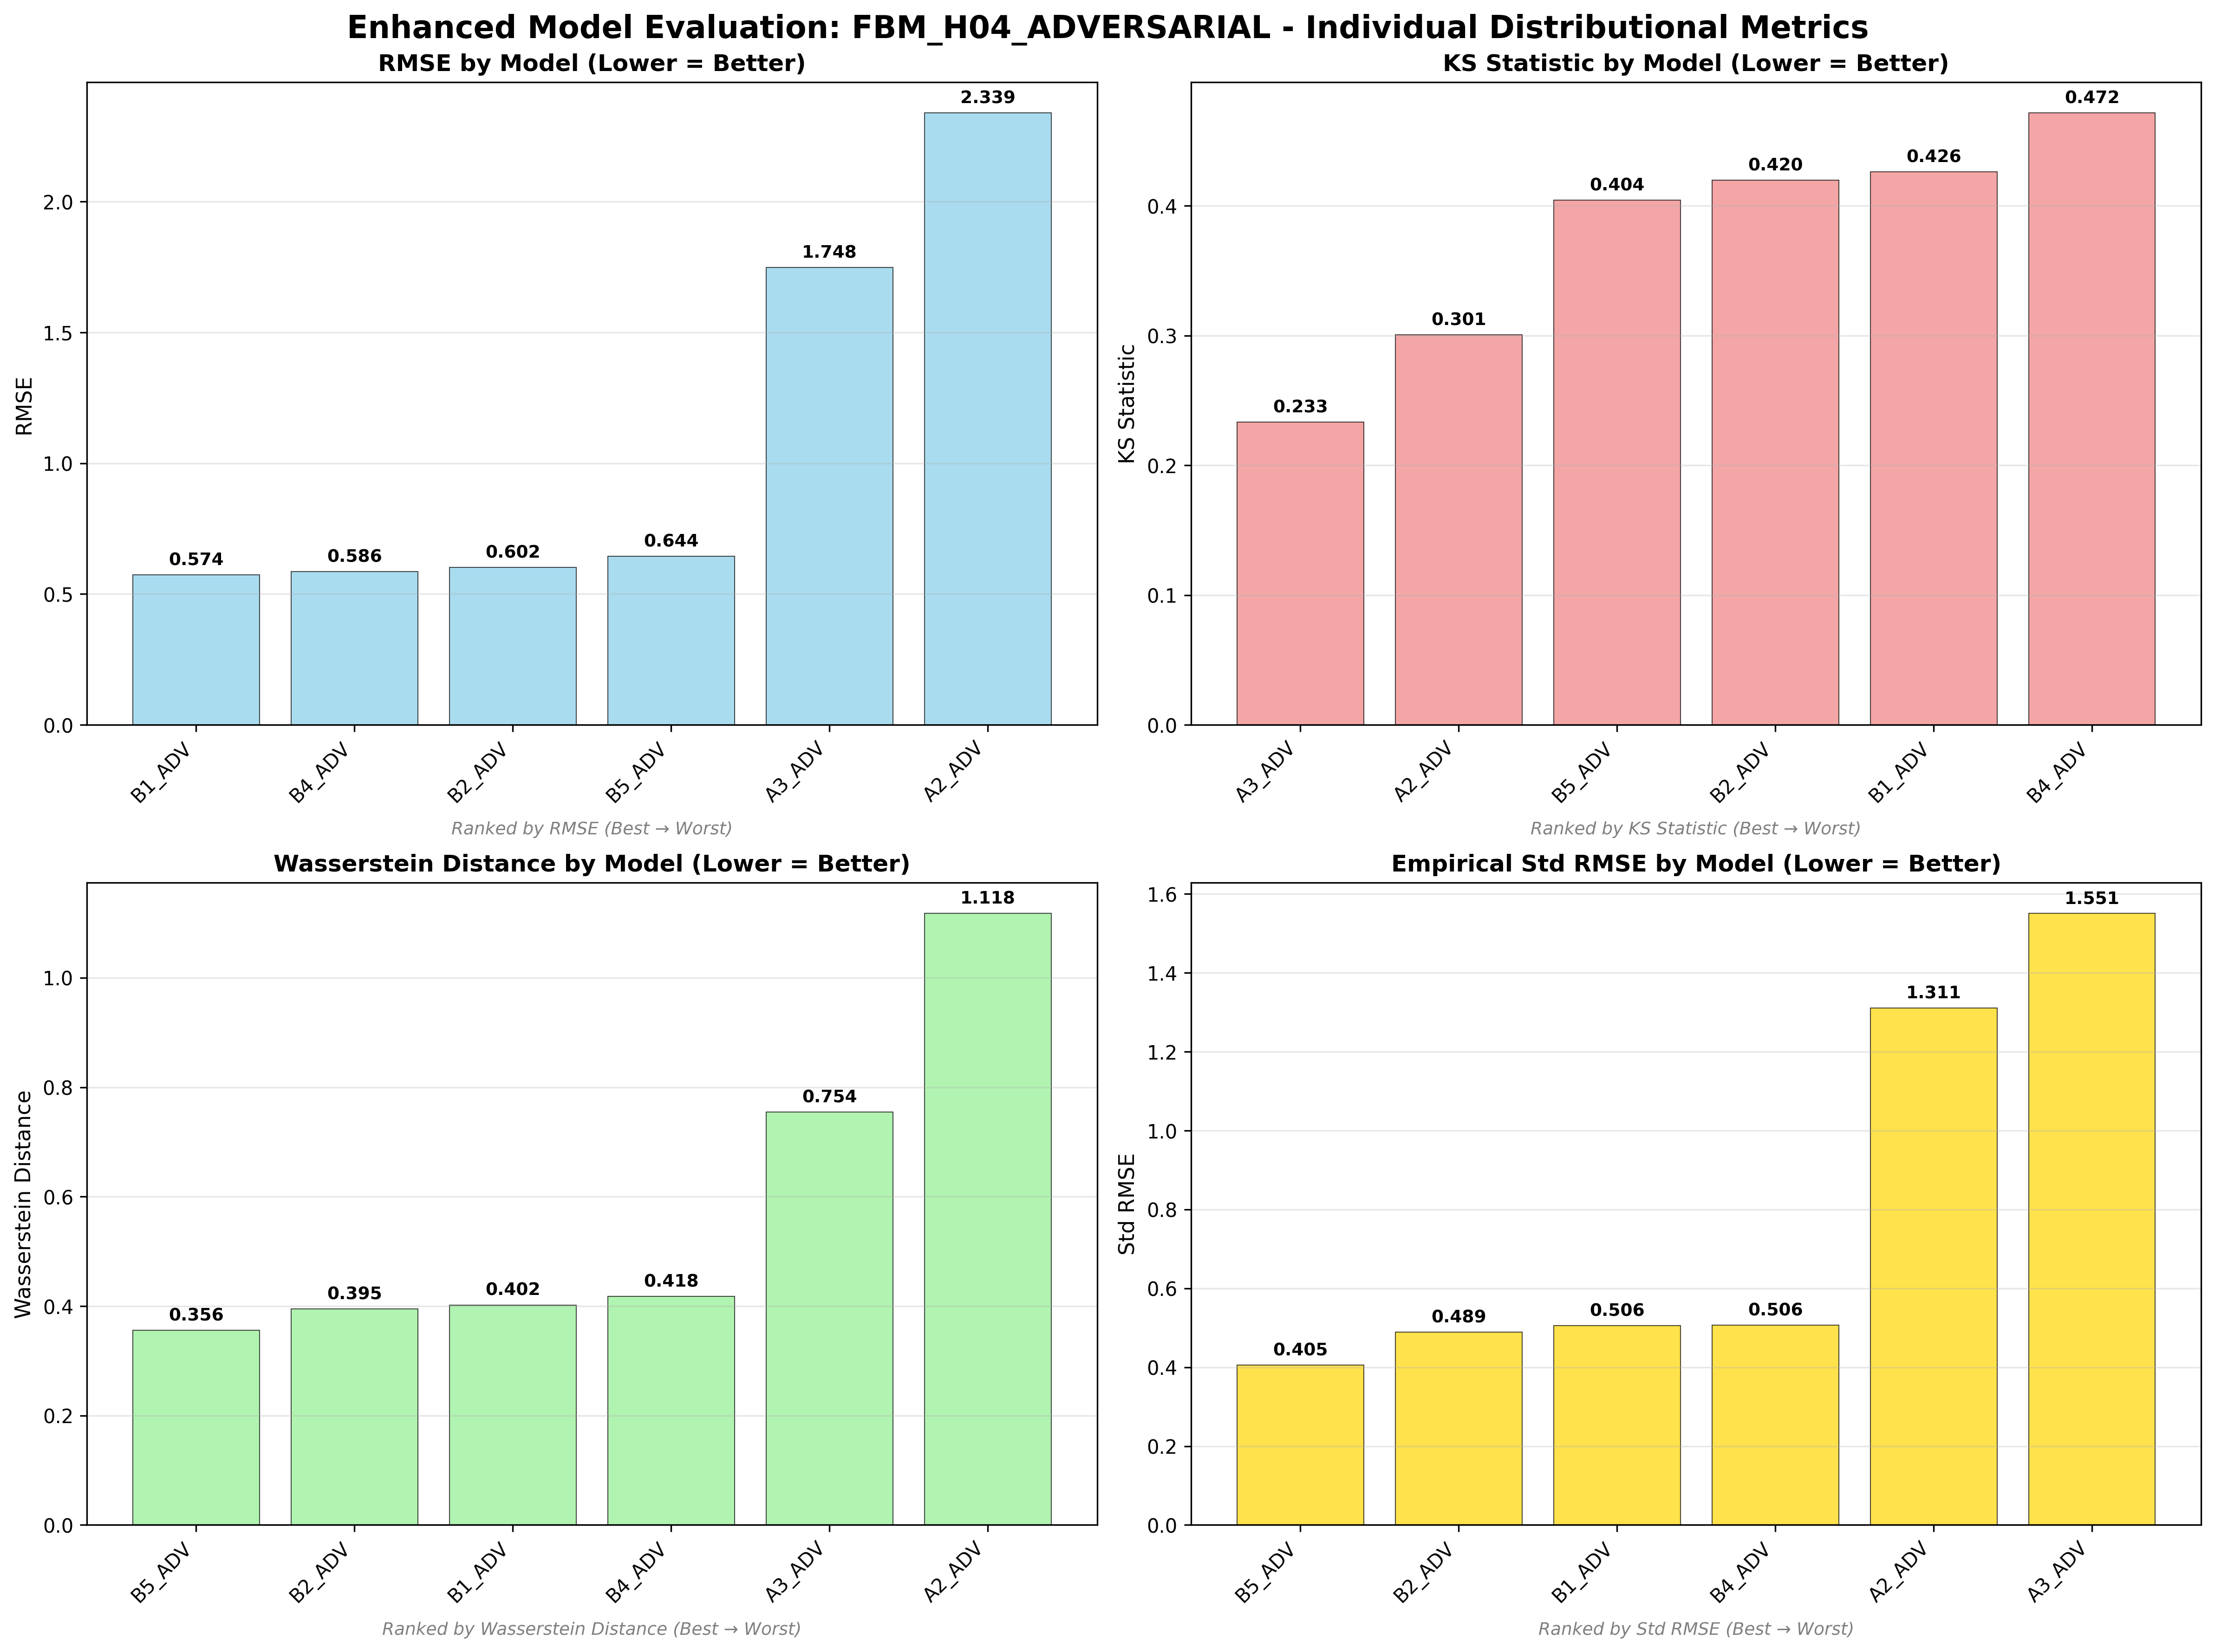 Enhanced Model Evaluation: FBM_H04_ADVERSARIAL - Individual Distributional Metrics
RMSE by Model (Lower = Better)
RMSE
2.0
1.5
1.0
0.5
0.0
0.574
0.586
0.602
0.644
1.748
2.339
B1_ADV
B4_ADV
B2_ADV
B5_ADV
A3_ADV
A2_ADV
Ranked by RMSE (Best → Worst)
KS Statistic by Model (Lower = Better)
KS Statistic
0.4
0.3
0.2
0.1
0.0
0.233
0.301
0.404
0.420
0.426
0.472
A3_ADV
A2_ADV
B5_ADV
B2_ADV
B1_ADV
B4_ADV
Ranked by KS Statistic (Best → Worst)
Wasserstein Distance by Model (Lower = Better)
Wasserstein Distance
1.0
0.8
0.6
0.4
0.2
0.0
0.356
0.395
0.402
0.418
0.754
1.118
B5_ADV
B2_ADV
B1_ADV
B4_ADV
A3_ADV
A2_ADV
Ranked by Wasserstein Distance (Best → Worst)
Empirical Std RMSE by Model (Lower = Better)
Std RMSE
1.6
1.4
1.2
1.0
0.8
0.6
0.4
0.2
0.0
0.405
0.489
0.506
0.506
1.311
1.551
B5_ADV
B2_ADV
B1_ADV
B4_ADV
A2_ADV
A3_ADV
Ranked by Std RMSE (Best → Worst)